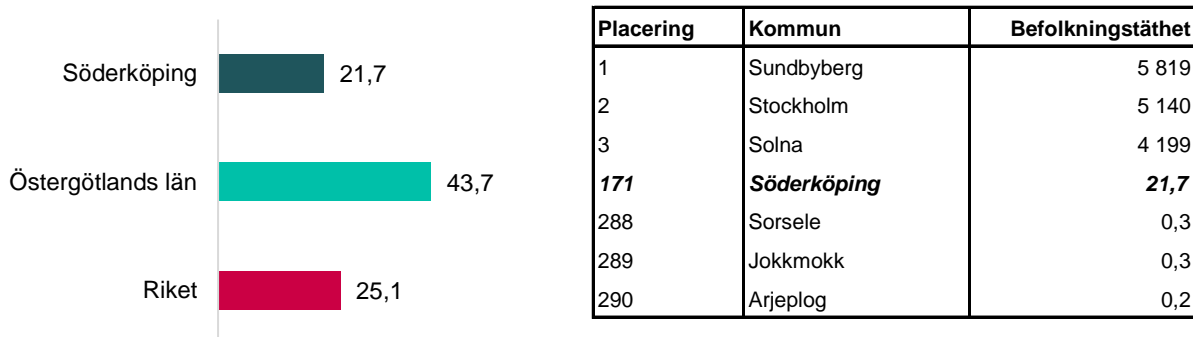 Söderköping 21,7
Östergötlands län 43,7
Riket 25,1
Placering Kommun Befolkningstäthet
1 Sundbyberg 5 819
2 Stockholm 5 140
3 Solna 4 199
171 Söderköping 21,7
288 Sorsele 0,3
289 Jokkmokk 0,3
290 Arjeplog 0,2